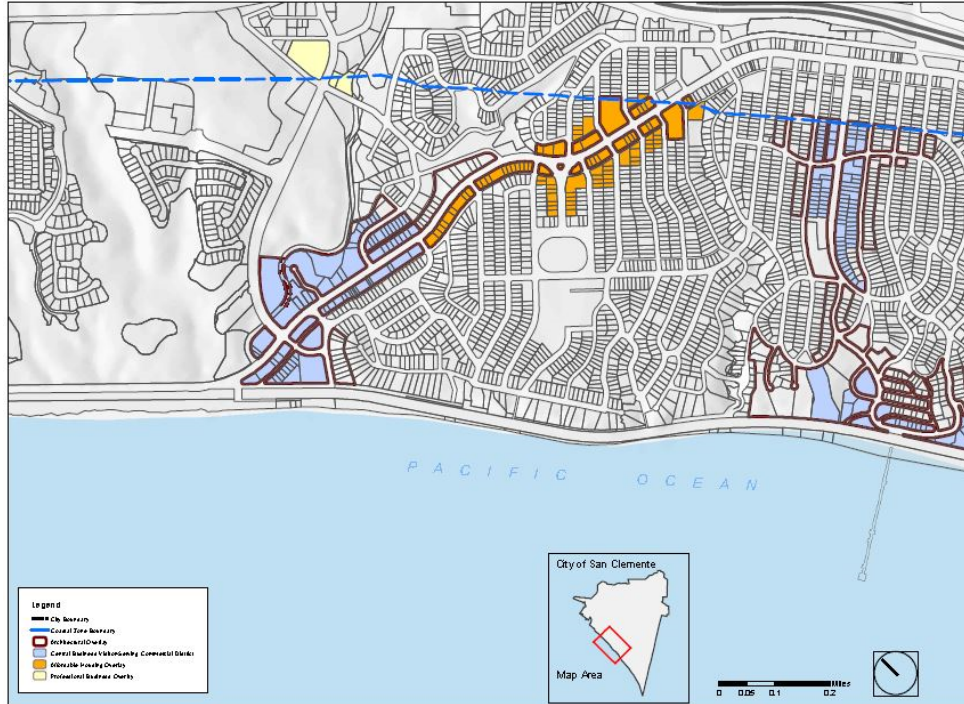 PACIFIC OCEAN
Legend
City Boundary
Coastal Zone Boundary
Architectural Overlay
Central Business Visitor-Serving Commercial District
Affordable Housing Overlay
Professional Business Overlay
City of San Clemente
Map Area
Miles
0 0.05 0.1 0.2